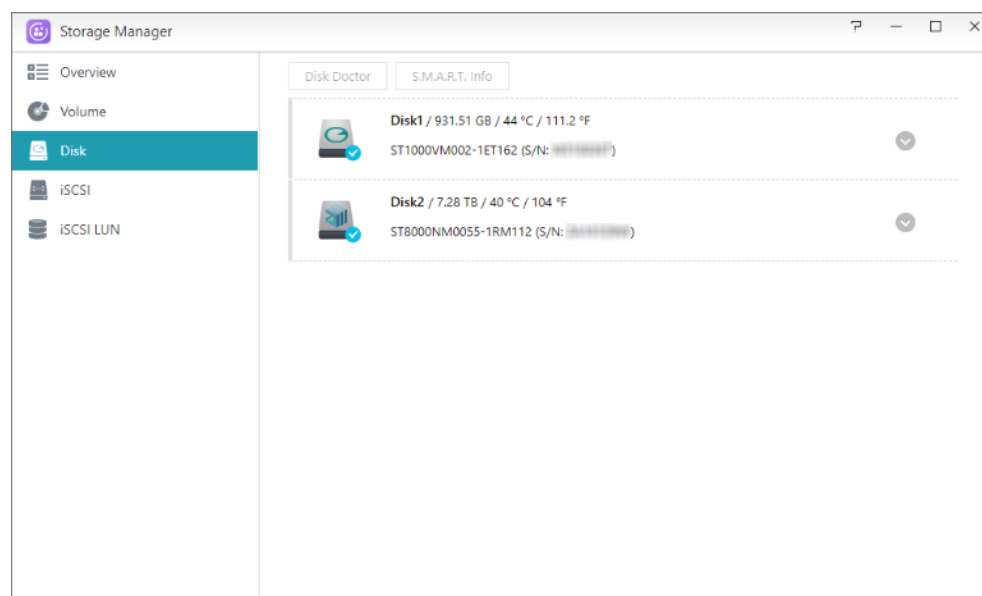 Storage Manager
Overview
Volume
Disk
iSCSI
iSCSI LUN
Disk Doctor
S.M.A.R.T. Info
Disk1 / 931.51 GB / 44 °C / 111.2 °F
ST1000VM002-1ET162 (S/N: )
Disk2 / 7.28 TB / 40 °C / 104 °F
ST8000NM0055-1RM112 (S/N: )